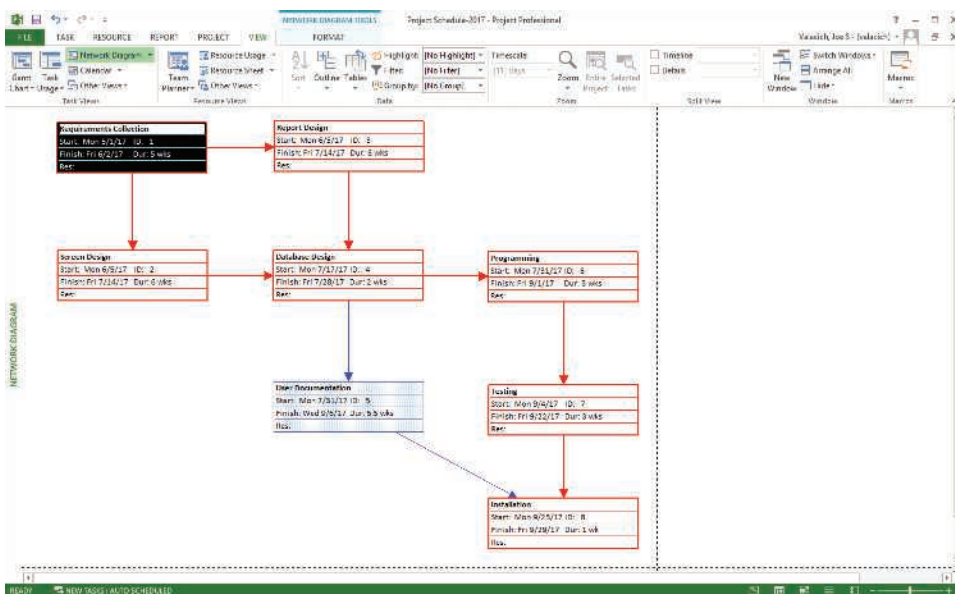 NETWORK DIAGRAM TOOLS
Project Schedule-2017 - Project Professional
FILE TASK RESOURCE REPORT PROJECT VIEW FORMAT
Network Diagram
Calendar
Other Views
Gantt Chart
Task Usage
Task Views
Team Planner
Resource Usage
Resource Sheet
Other Views
Resource Views
Sort
Outline
Tables
Highlight: [No Highlight]
Filter: [No Filter]
Group by: [No Group]
Data
Timescale:
Zoom
Entire Project
Selected Tasks
Zoom
Timeline
Details
Split View
New Window
Switch Windows
Arrange All
Hide
Window
Macros
Macros
NETWORK DIAGRAM
Requirements Collection
Start: Mon 5/1/17 ID: 1
Finish: Fri 6/2/17 Dur: 5 wks
Res:
Report Design
Start: Mon 6/5/17 ID: 3
Finish: Fri 7/14/17 Dur: 6 wks
Res:
Screen Design
Start: Mon 6/5/17 ID: 2
Finish: Fri 7/14/17 Dur: 6 wks
Res:
Database Design
Start: Mon 7/17/17 ID: 4
Finish: Fri 7/28/17 Dur: 2 wks
Res:
Programming
Start: Mon 7/31/17 ID: 6
Finish: Fri 9/1/17 Dur: 5 wks
Res:
User Documentation
Start: Mon 7/31/17 ID: 5
Finish: Wed 9/6/17 Dur: 5.5 wks
Res:
Testing
Start: Mon 9/4/17 ID: 7
Finish: Fri 9/22/17 Dur: 3 wks
Res:
Installation
Start: Mon 9/25/17 ID: 8
Finish: Fri 9/29/17 Dur: 1 wk
Res:
READY
NEW TASKS : AUTO SCHEDULED